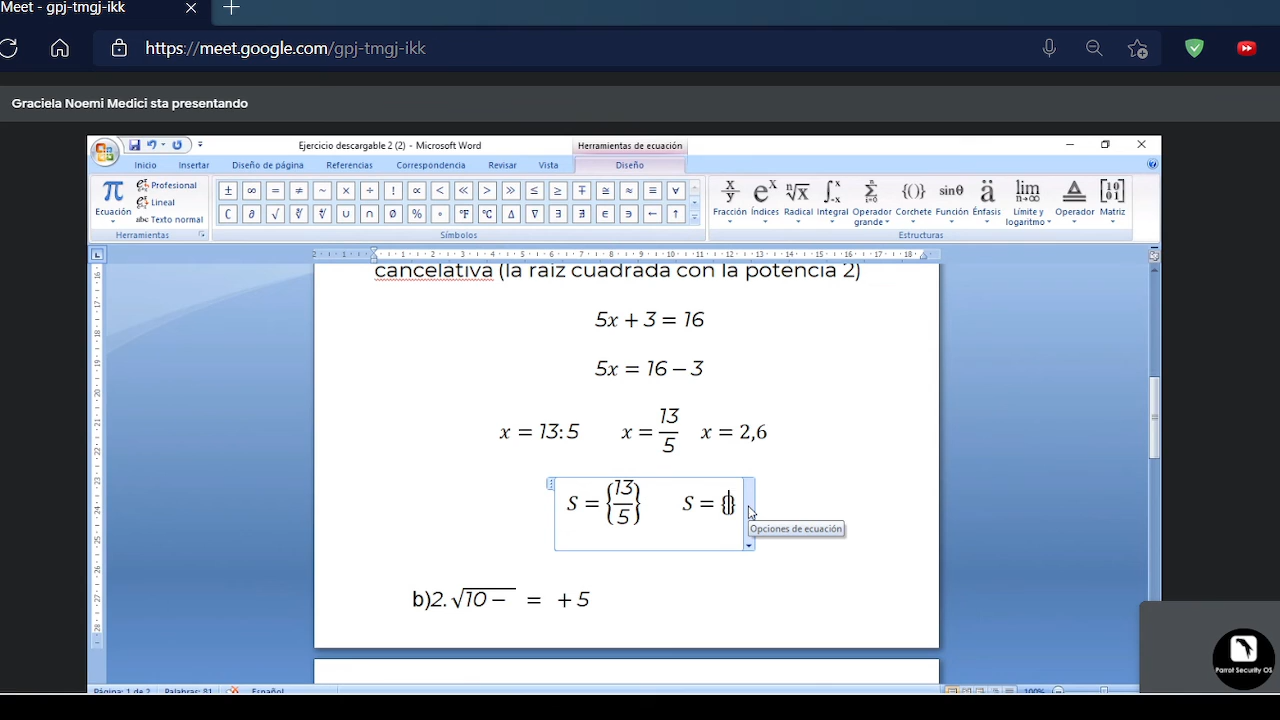 Meet - gpj-tmgj-ikk
https://meet.google.com/gpj-tmgj-ikk
Graciela Noemi Medici sta presentando
Ejercicio descargable 2 (2) - Microsoft Word
Herramientas de ecuación
Inicio Insertar Diseño de página Referencias Correspondencia Revisar Vista Diseño
π Ecuación
Profesional
Lineal
abc Texto normal
Herramientas
± ∞ = ≠ ~ × ÷ ! ∝ < ≪ > ≫ ≤ ≥ ∓ ≅ ≈ ≡ ∀
∁ ∂ √ ∛ ∜ ∪ ∩ ∅ % ° °F °C ∆ ∇ ∃ ∄ ∈ ∋ ← ↑
Símbolos
Fracción Índices Radical Integral Operador grande Corchete Función Énfasis Límite y logaritmo Operador Matriz
Estructuras
cancelativa (la raíz cuadrada con la potencia 2)
5x + 3 = 16
5x = 16 – 3
x = 13: 5 x = 13/5 x = 2,6
S = {13/5} S = {}
Opciones de ecuación
b)2. √10 – = + 5
Parrot Security OS
Página: 1 de 2 Palabras: 81 Español 100%